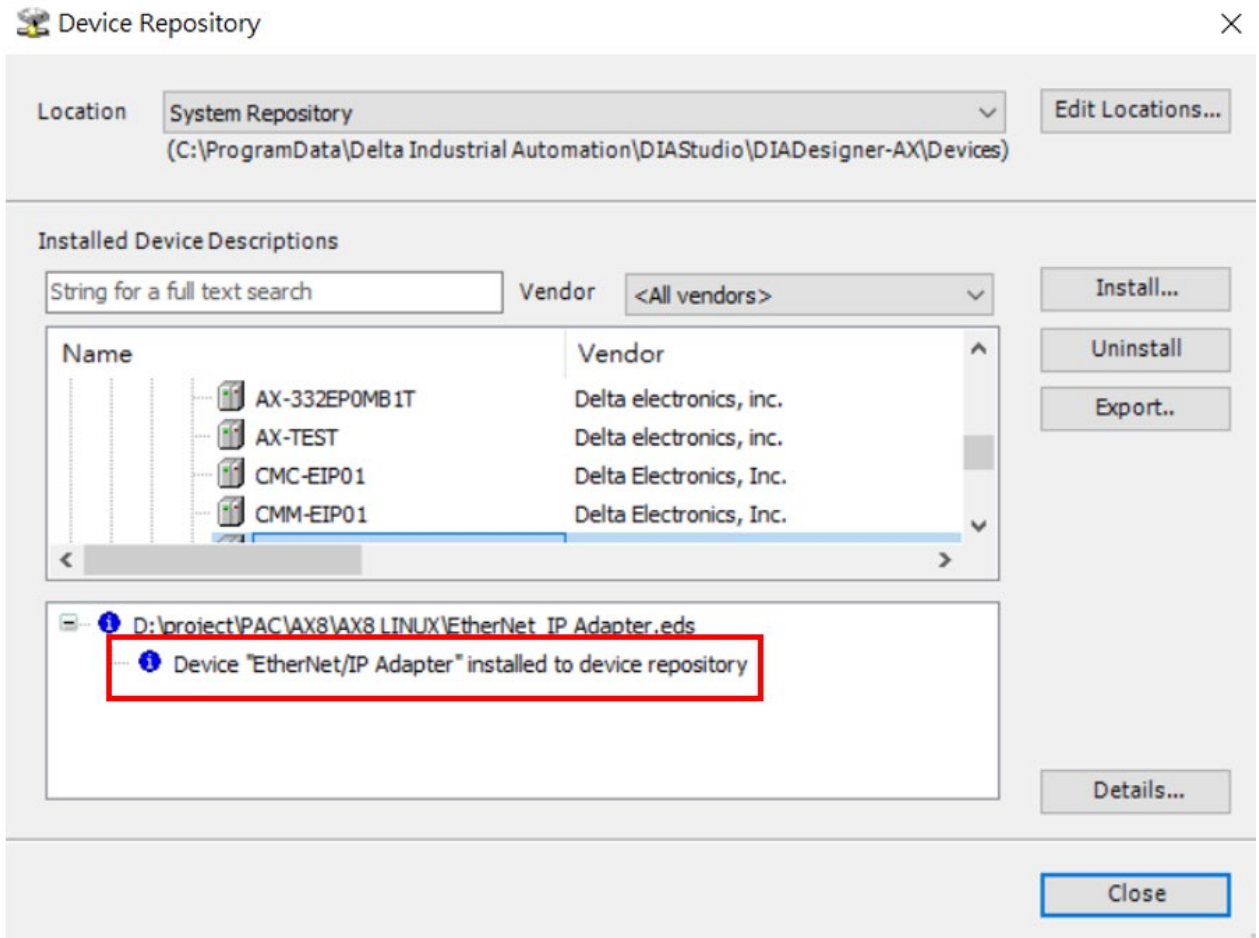 Device Repository
Location System Repository Edit Locations...
(C:\ProgramData\Delta Industrial Automation\DIAStudio\DIADesigner-AX\Devices)
Installed Device Descriptions
String for a full text search Vendor <All vendors> Install...
Name Vendor Uninstall
AX-332EP0MB1T Delta electronics, inc. Export..
AX-TEST Delta electronics, inc.
CMC-EIP01 Delta Electronics, Inc.
CMM-EIP01 Delta Electronics, Inc.
D:\project\PAC\AX8\AX8 LINUX\EtherNet_IP Adapter.eds
Device "EtherNet/IP Adapter" installed to device repository
Details...
Close